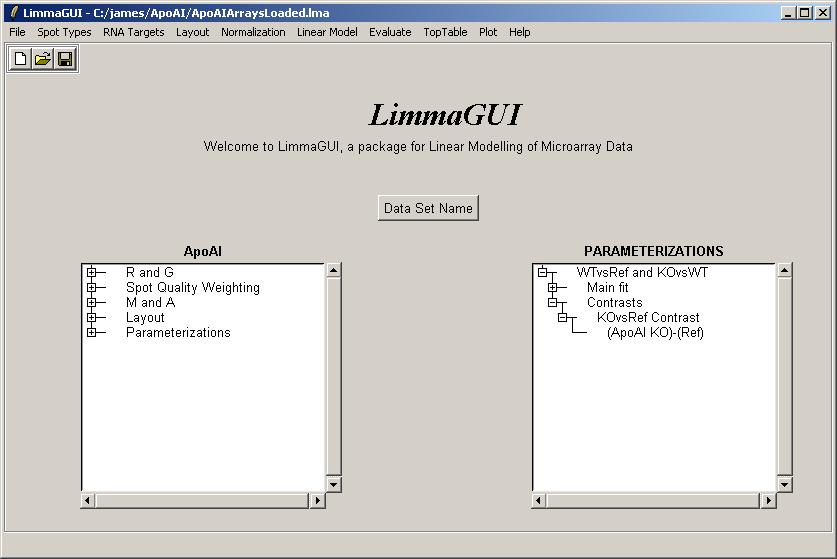 LimmaGUI - C:/james/ApoAI/ApoAIArraysLoaded.lma
File Spot Types RNA Targets Layout Normalization Linear Model Evaluate TopTable Plot Help
LimmaGUI
Welcome to LimmaGUI, a package for Linear Modelling of Microarray Data
Data Set Name
ApoAI
R and G
Spot Quality Weighting
M and A
Layout
Parameterizations
PARAMETERIZATIONS
WTvsRef and KOvsWT
Main fit
Contrasts
KOvsRef Contrast
(ApoAI KO)-(Ref)